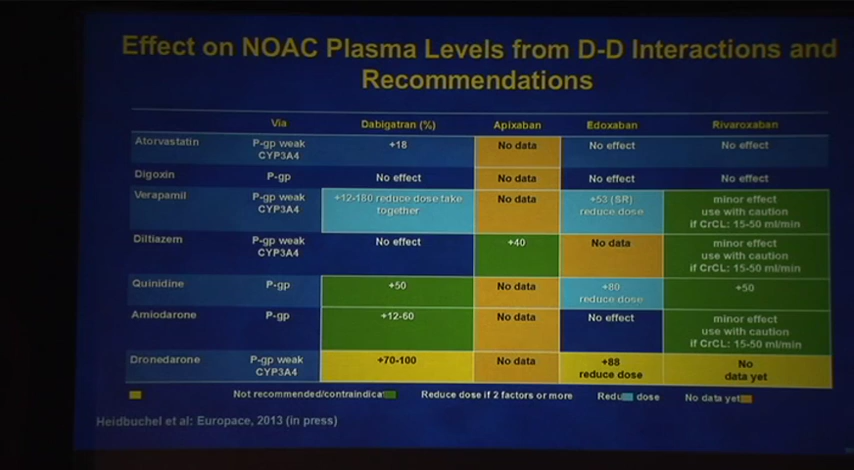 Effect on NOAC Plasma Levels from D-D Interactions and
Recommendations
Via Dabigatran (%) Apixaban Edoxaban Rivaroxaban
Atorvastatin P-gp weak CYP3A4 +18 No data No effect No effect
Digoxin P-gp No effect No data No effect No effect
Verapamil P-gp weak CYP3A4 +12-180 reduce dose take together No data +53 (SR) reduce dose minor effect use with caution if CrCL: 15-50 ml/min
Diltiazem P-gp weak CYP3A4 No effect +40 No data minor effect use with caution if CrCL: 15-50 ml/min
Quinidine P-gp +50 No data +80 reduce dose +50
Amiodarone P-gp +12-60 No data No effect minor effect use with caution if CrCL: 15-50 ml/min
Dronedarone P-gp weak CYP3A4 +70-100 No data +88 reduce dose No data yet
Not recommended/contraindicat Reduce dose if 2 factors or more Redu dose No data yet
Heidbuchel et al: Europace, 2013 (in press)